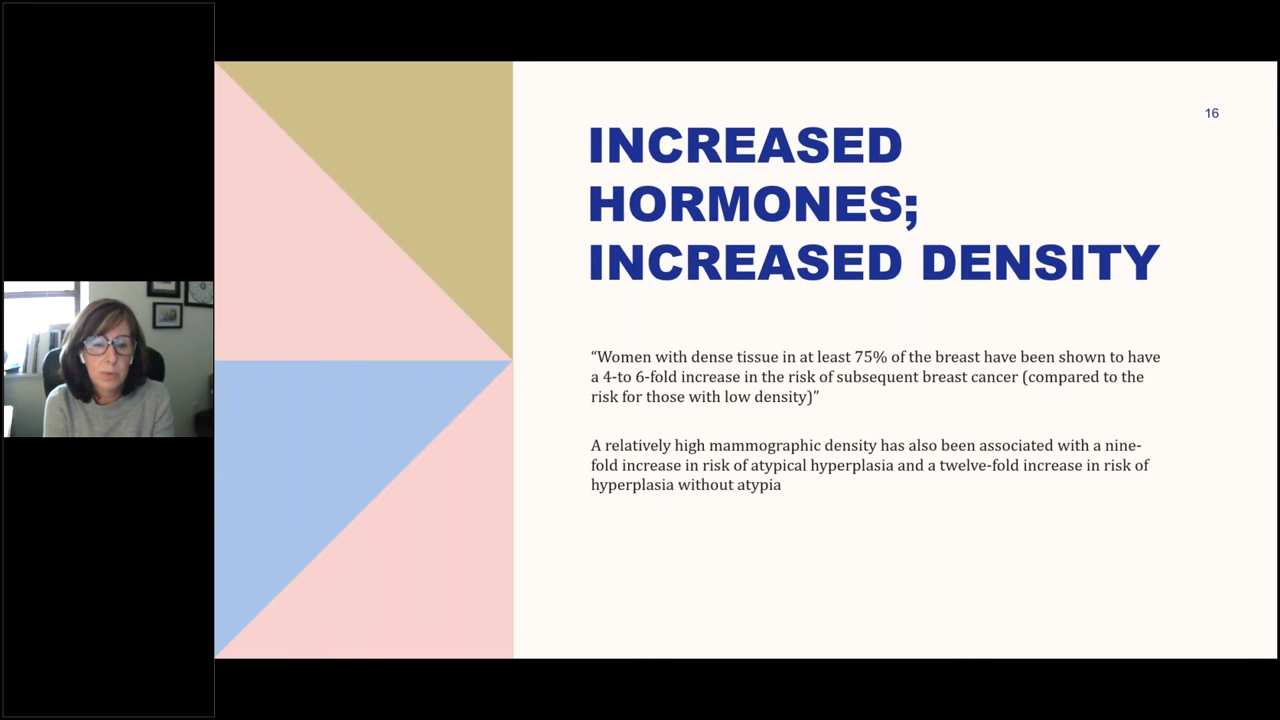 16
INCREASED
HORMONES;
INCREASED DENSITY
“Women with dense tissue in at least 75% of the breast have been shown to have
a 4-to 6-fold increase in the risk of subsequent breast cancer (compared to the
risk for those with low density)”
A relatively high mammographic density has also been associated with a nine-
fold increase in risk of atypical hyperplasia and a twelve-fold increase in risk of
hyperplasia without atypia